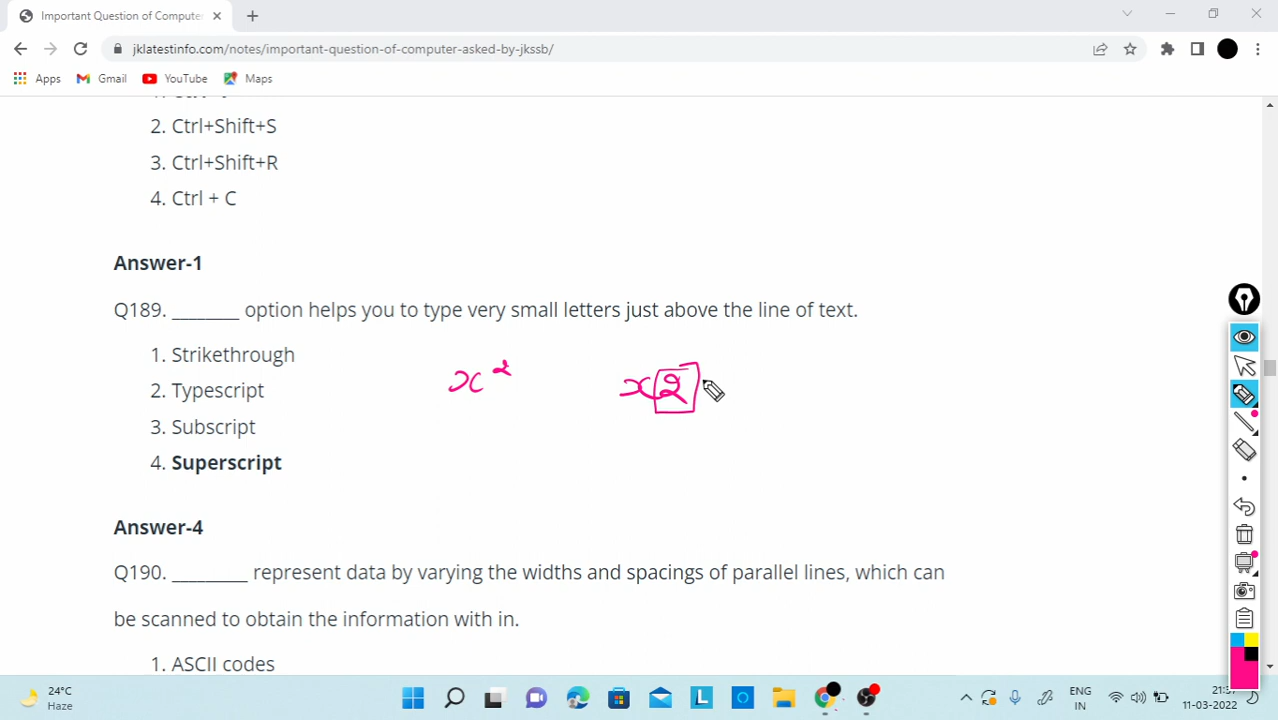 Important Question of Computer
jklatestinfo.com/notes/important-question-of-computer-asked-by-jkssb/
Apps Gmail YouTube Maps
2. Ctrl+Shift+S
3. Ctrl+Shift+R
4. Ctrl + C
Answer-1
Q189. ________ option helps you to type very small letters just above the line of text.
1. Strikethrough
2. Typescript
3. Subscript
4. Superscript
x² x2
Answer-4
Q190. _________ represent data by varying the widths and spacings of parallel lines, which can
be scanned to obtain the information with in.
1. ASCII codes
24°C
Haze
ENG
IN
11-03-2022